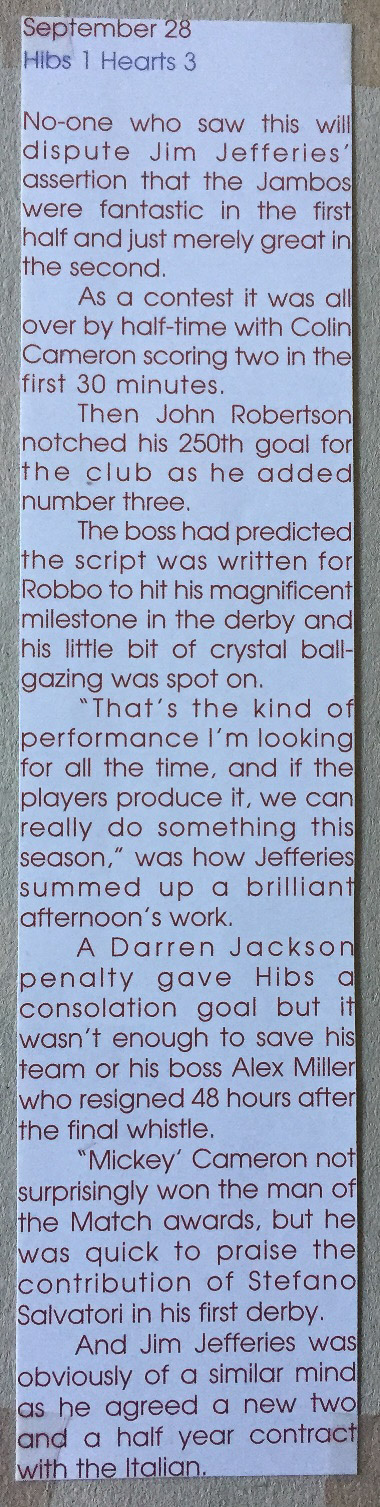 September 28
Hibs 1 Hearts 3
No-one who saw this will
dispute Jim Jefferies'
assertion that the Jambos
were fantastic in the first
half and just merely great in
the second.
As a contest it was all
over by half-time with Colin
Cameron scoring two in the
first 30 minutes.
Then John Robertson
notched his 250th goal for
the club as he added
number three.
The boss had predicted
the script was written for
Robbo to hit his magnificent
milestone in the derby and
his little bit of crystal ball-
gazing was spot on.
"That's the kind of
performance I'm looking
for all the time, and if the
players produce it, we can
really do something this
season," was how Jefferies
summed up a brilliant
afternoon's work.
A Darren Jackson
penalty gave Hibs a
consolation goal but it
wasn't enough to save his
team or his boss Alex Miller
who resigned 48 hours after
the final whistle.
"Mickey' Cameron not
surprisingly won the man of
the Match awards, but he
was quick to praise the
contribution of Stefano
Salvatori in his first derby.
And Jim Jefferies was
obviously of a similar mind
as he agreed a new two
and a half year contract
with the Italian.